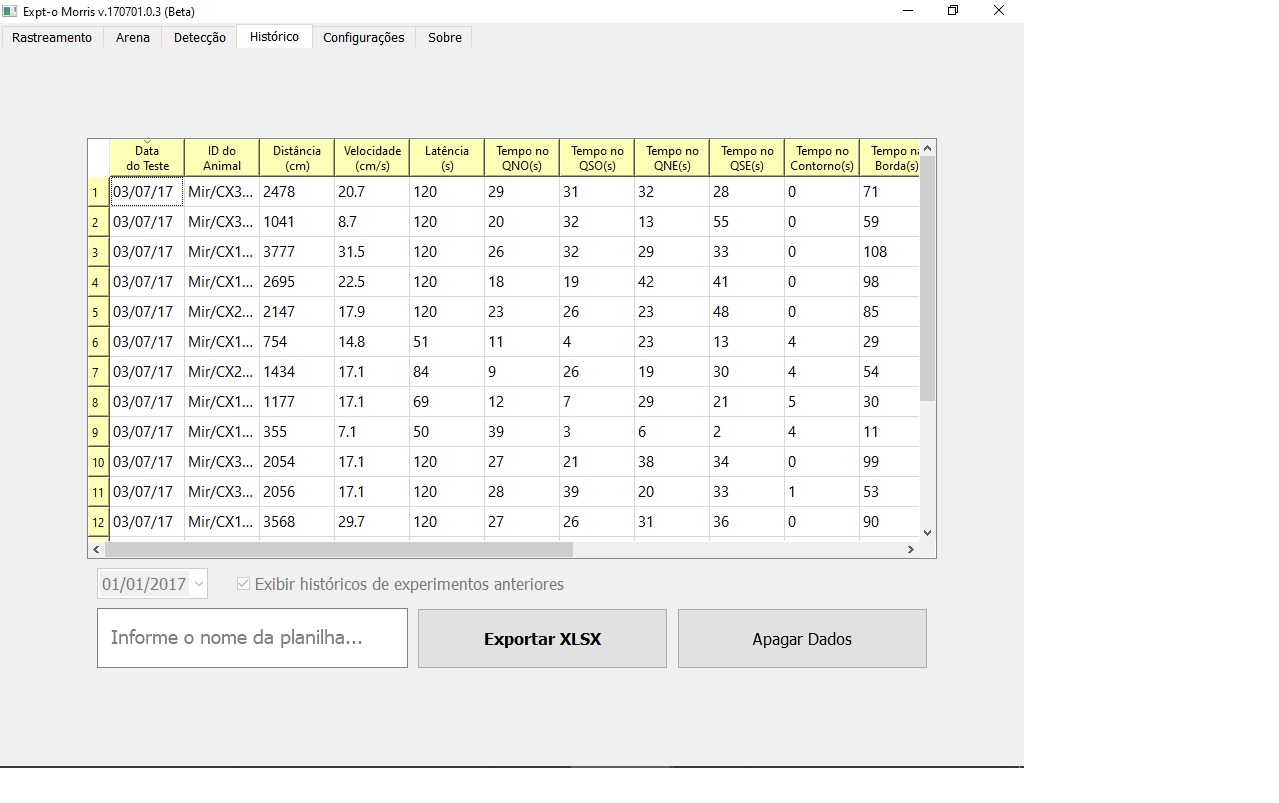 Expt-o Morris v.170701.0.3 (Beta)
Rastreamento Arena Detecção Histórico Configurações Sobre
Data do Teste ID do Animal Distância (cm) Velocidade (cm/s) Latência (s) Tempo no QNO(s) Tempo no QSO(s) Tempo no QNE(s) Tempo no QSE(s) Tempo no Contorno(s) Tempo na Borda(s)
1 03/07/17 Mir/CX3... 2478 20.7 120 29 31 32 28 0 71
2 03/07/17 Mir/CX3... 1041 8.7 120 20 32 13 55 0 59
3 03/07/17 Mir/CX1... 3777 31.5 120 26 32 29 33 0 108
4 03/07/17 Mir/CX1... 2695 22.5 120 18 19 42 41 0 98
5 03/07/17 Mir/CX2... 2147 17.9 120 23 26 23 48 0 85
6 03/07/17 Mir/CX1... 754 14.8 51 11 4 23 13 4 29
7 03/07/17 Mir/CX2... 1434 17.1 84 9 26 19 30 4 54
8 03/07/17 Mir/CX1... 1177 17.1 69 12 7 29 21 5 30
9 03/07/17 Mir/CX1... 355 7.1 50 39 3 6 2 4 11
10 03/07/17 Mir/CX3... 2054 17.1 120 27 21 38 34 0 99
11 03/07/17 Mir/CX3... 2056 17.1 120 28 39 20 33 1 53
12 03/07/17 Mir/CX1... 3568 29.7 120 27 26 31 36 0 90
01/01/2017 Exibir históricos de experimentos anteriores
Informe o nome da planilha... Exportar XLSX Apagar Dados